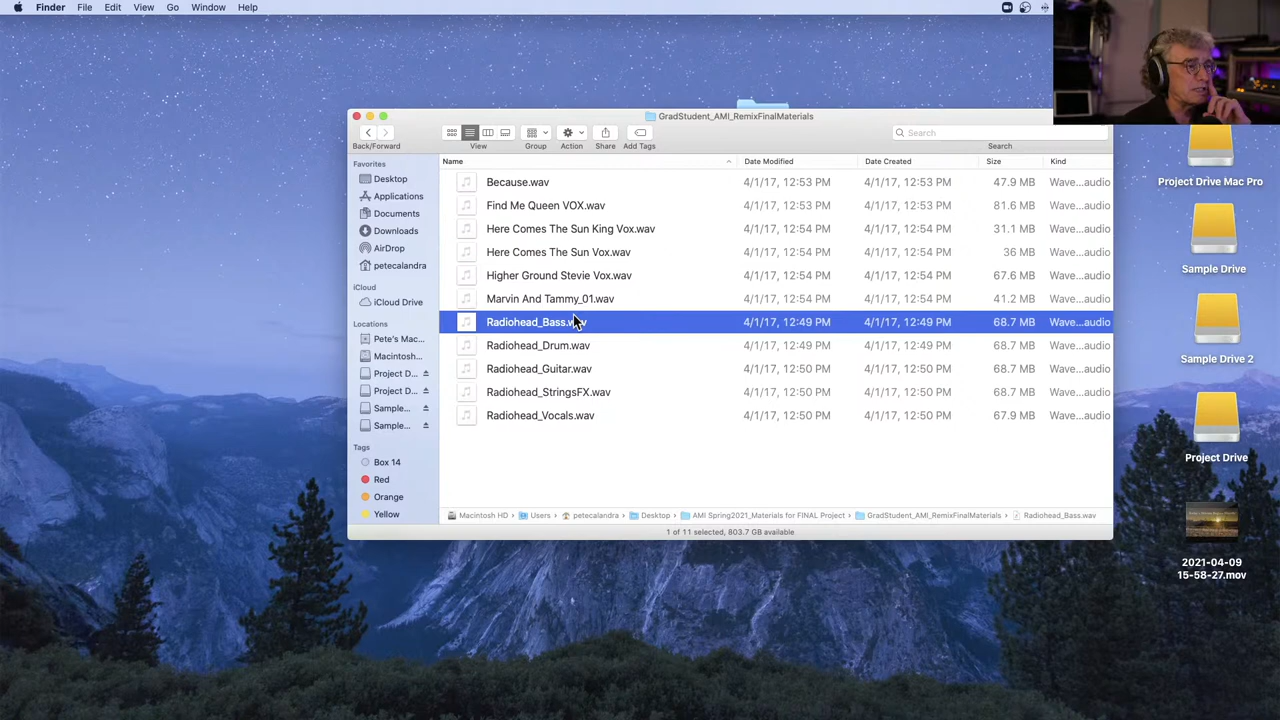 Finder File Edit View Go Window Help
GradStudent_AMI_RemixFinalMaterials
Search
Back/Forward View Group Action Share Add Tags Search
Favorites
Desktop
Applications
Documents
Downloads
AirDrop
petecalandra
iCloud
iCloud Drive
Locations
Pete's Mac...
Macintosh...
Project D...
Project D...
Sample...
Sample...
Tags
Box 14
Red
Orange
Yellow
Name Date Modified Date Created Size Kind
Because.wav 4/1/17, 12:53 PM 4/1/17, 12:53 PM 47.9 MB Wave...audio
Find Me Queen VOX.wav 4/1/17, 12:53 PM 4/1/17, 12:53 PM 81.6 MB Wave...audio
Here Comes The Sun King Vox.wav 4/1/17, 12:54 PM 4/1/17, 12:54 PM 31.1 MB Wave...audio
Here Comes The Sun Vox.wav 4/1/17, 12:54 PM 4/1/17, 12:54 PM 36 MB Wave...audio
Higher Ground Stevie Vox.wav 4/1/17, 12:54 PM 4/1/17, 12:54 PM 67.6 MB Wave...audio
Marvin And Tammy_01.wav 4/1/17, 12:54 PM 4/1/17, 12:54 PM 41.2 MB Wave...audio
Radiohead_Bass.wav 4/1/17, 12:49 PM 4/1/17, 12:49 PM 68.7 MB Wave...audio
Radiohead_Drum.wav 4/1/17, 12:49 PM 4/1/17, 12:49 PM 68.7 MB Wave...audio
Radiohead_Guitar.wav 4/1/17, 12:50 PM 4/1/17, 12:50 PM 68.7 MB Wave...audio
Radiohead_StringsFX.wav 4/1/17, 12:50 PM 4/1/17, 12:50 PM 68.7 MB Wave...audio
Radiohead_Vocals.wav 4/1/17, 12:50 PM 4/1/17, 12:50 PM 67.9 MB Wave...audio
Macintosh HD Users petecalandra Desktop AMI Spring2021_Materials for FINAL Project GradStudent_AMI_RemixFinalMaterials Radiohead_Bass.wav
1 of 11 selected, 803.7 GB available
Project Drive Mac Pro
Sample Drive
Sample Drive 2
Project Drive
2021-04-09
15-58-27.mov